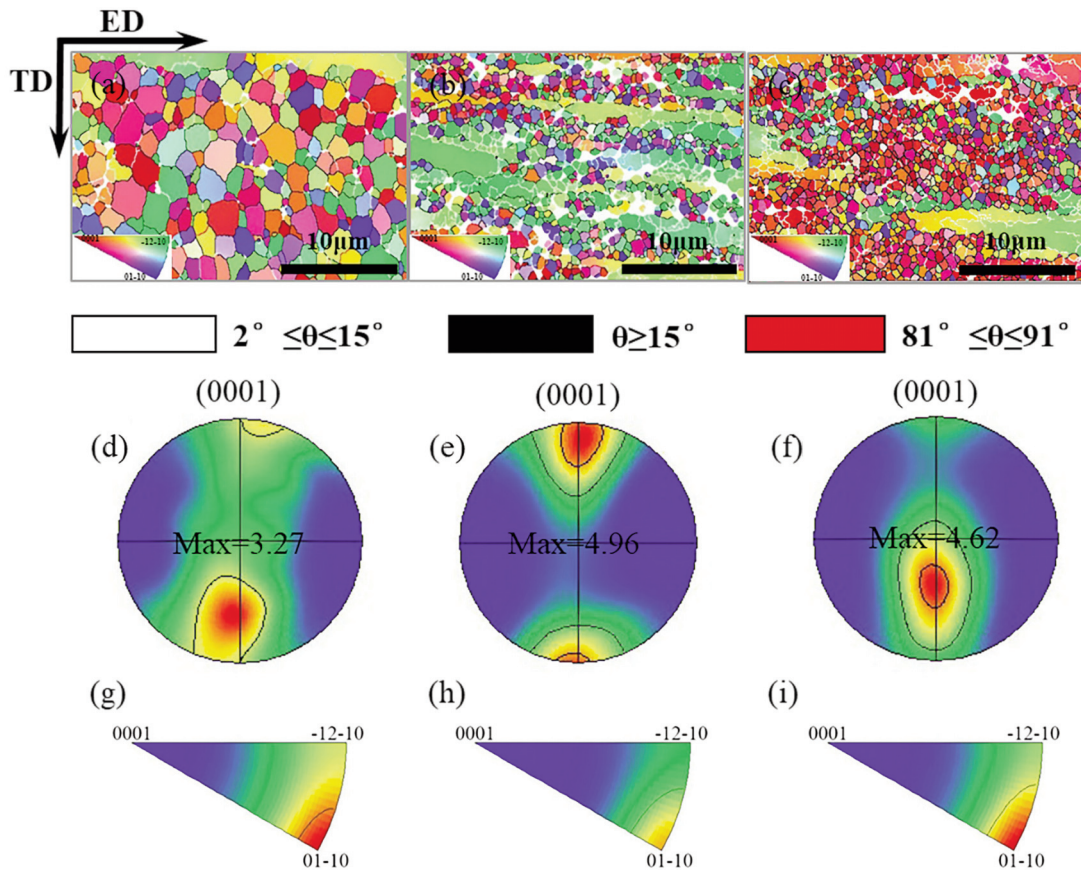 ED
TD
(a) (b) (c)
0001 -12-10 0001 -12-10 0001 -12-10
10μm 10μm 10μm
01-10 01-10 01-10
2° ≤θ≤15° θ≥15° 81° ≤θ≤91°
(0001) (0001) (0001)
(d) (e) (f)
Max=3.27 Max=4.96 Max=4.62
(g) (h) (i)
0001 -12-10 0001 -12-10 0001 -12-10
01-10 01-10 01-10